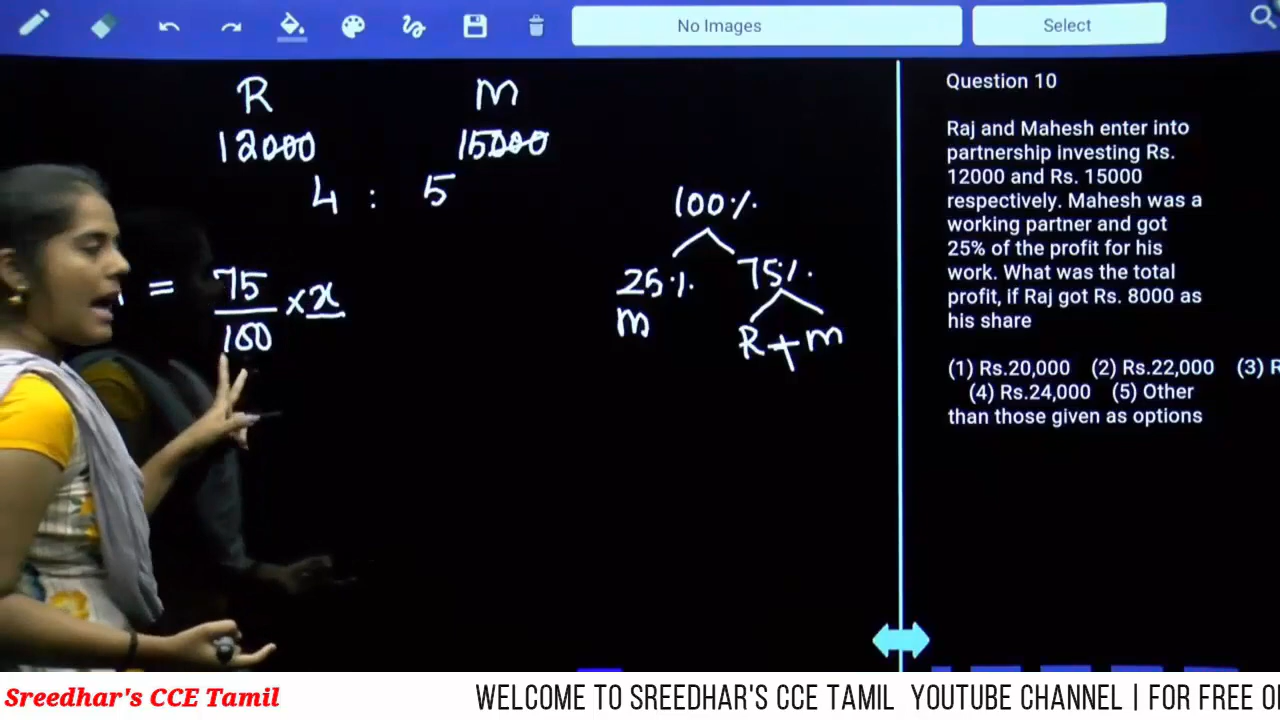 No Images
Select
R M
12000 15000
4 : 5
= 75/100 × x
100%
25% 75%
m R + m
Question 10
Raj and Mahesh enter into
partnership investing Rs.
12000 and Rs. 15000
respectively. Mahesh was a
working partner and got
25% of the profit for his
work. What was the total
profit, if Raj got Rs. 8000 as
his share
(1) Rs.20,000 (2) Rs.22,000 (3)
(4) Rs.24,000 (5) Other
than those given as options
Sreedhar's CCE Tamil
WELCOME TO SREEDHAR'S CCE TAMIL YOUTUBE CHANNEL | FOR FREE